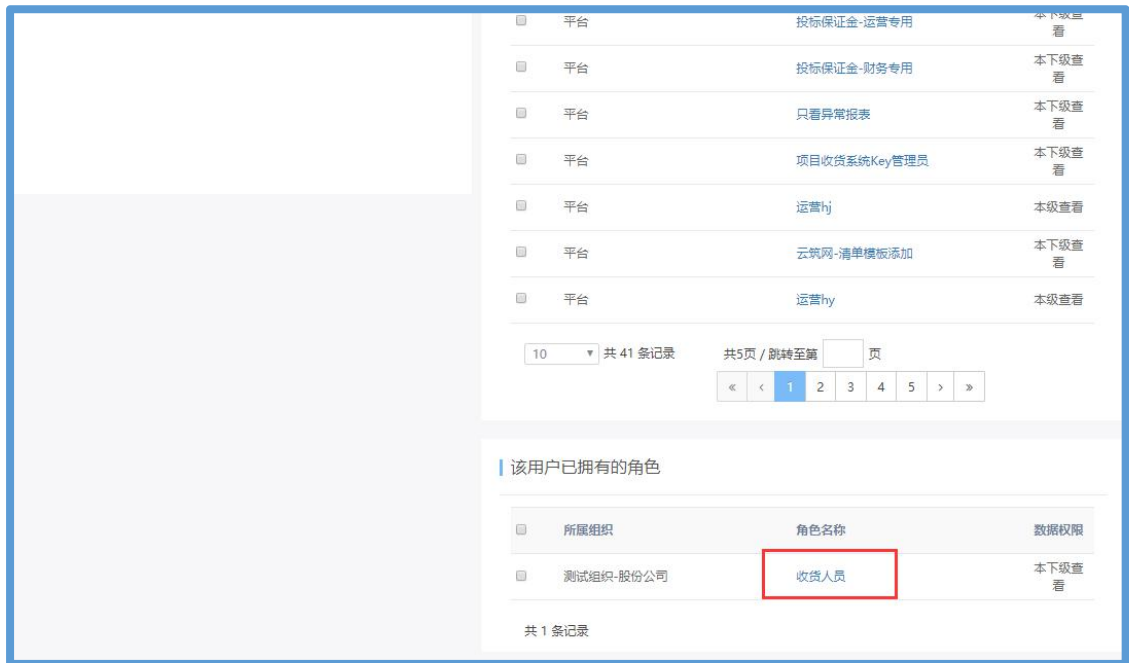 平台 投标保证金-运营专用 本下级查
看
平台 投标保证金-财务专用 本下级查
看
平台 只看异常报表 本下级查
看
平台 项目收货系统Key管理员 本下级查
看
平台 运营hj 本级查看
平台 云筑网-清单模板添加 本下级查
看
平台 运营hy 本级查看
10 共 41 条记录 共5页 / 跳转至第 页
« ‹ 1 2 3 4 5 › »
该用户已拥有的角色
所属组织 角色名称 数据权限
测试组织-股份公司 收货人员 本下级查
看
共 1 条记录